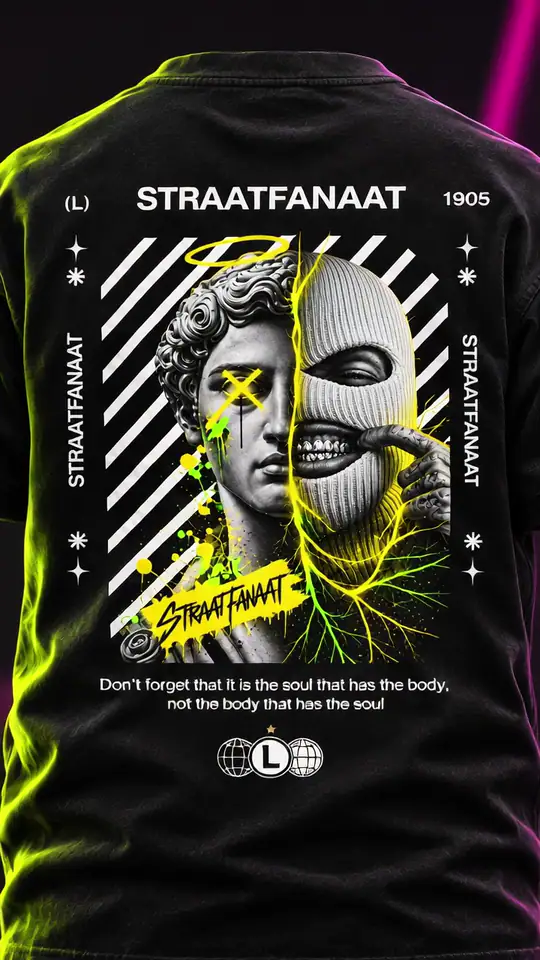 (L) STRAATFANAAT 1905
STRAATFANAAT
STRAATFANAAT
STRAATFANAAT
Don't forget that it is the soul that has the body,
not the body that has the soul
L